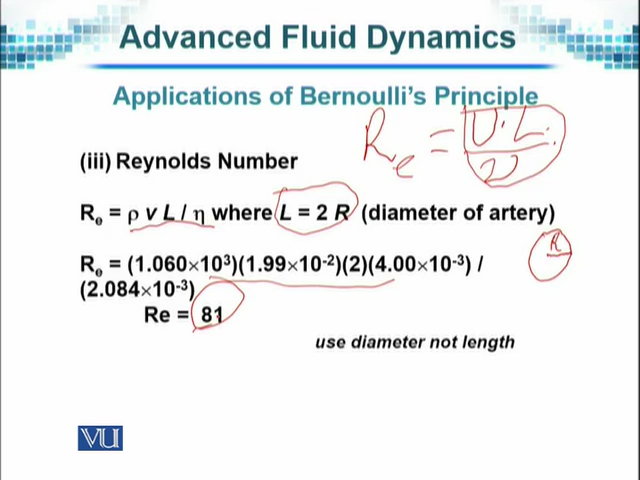 Advanced Fluid Dynamics
Applications of Bernoulli's Principle
Re = U.L. / ν
(iii) Reynolds Number
Re = ρ v L / η where L = 2 R (diameter of artery)
R
Re = (1.060×10³)(1.99×10⁻²)(2)(4.00×10⁻³) /
(2.084×10⁻³)
Re = 81
use diameter not length
VU